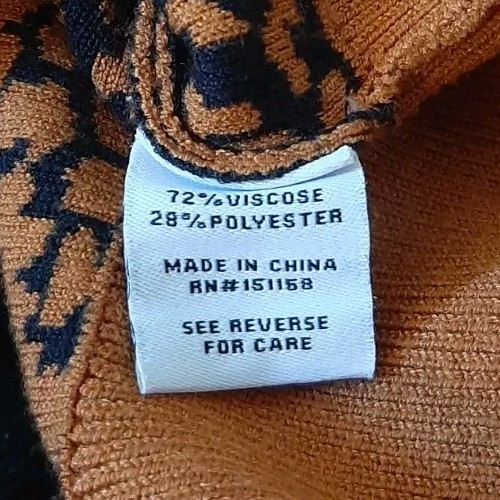 72%VISCOSE
28%POLYESTER
MADE IN CHINA
RN#151158
SEE REVERSE
FOR CARE